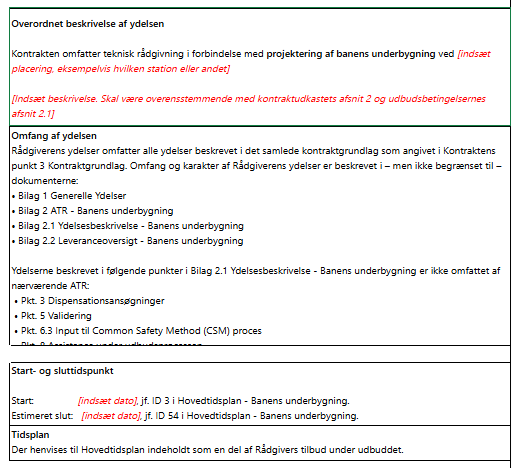 Overordnet beskrivelse af ydelsen
Kontrakten omfatter teknisk rådgivning i forbindelse med projektering af banens underbygning ved [indsæt
placering, eksempelvis hvilken station eller andet]
[Indsæt beskrivelse. Skal være overensstemmende med kontraktudkastets afsnit 2 og udbudsbetingelsernes
afsnit 2.1]
Omfang af ydelsen
Rådgiverens ydelser omfatter alle ydelser beskrevet i det samlede kontraktgrundlag som angivet i Kontraktens
punkt 3 Kontraktgrundlag. Omfang og karakter af Rådgiverens ydelser er beskrevet i – men ikke begrænset til –
dokumenterne:
• Bilag 1 Generelle Ydelser
• Bilag 2 ATR - Banens underbygning
• Bilag 2.1 Ydelsesbeskrivelse - Banens underbygning
• Bilag 2.2 Leveranceoversigt - Banens underbygning
Ydelserne beskrevet i følgende punkter i Bilag 2.1 Ydelsesbeskrivelse - Banens underbygning er ikke omfattet af
nærværende ATR:
• Pkt. 3 Dispensationsansøgninger
• Pkt. 5 Validering
• Pkt. 6.3 Input til Common Safety Method (CSM) proces
• Pkt. 8 Assistance under udbudsprocessen
Start- og sluttidspunkt
Start: [indsæt dato], jf. ID 3 i Hovedtidsplan - Banens underbygning.
Estimeret slut: [indsæt dato], jf. ID 54 i Hovedtidsplan - Banens underbygning.
Tidsplan
Der henvises til Hovedtidsplan indeholdt som en del af Rådgivers tilbud under udbuddet.